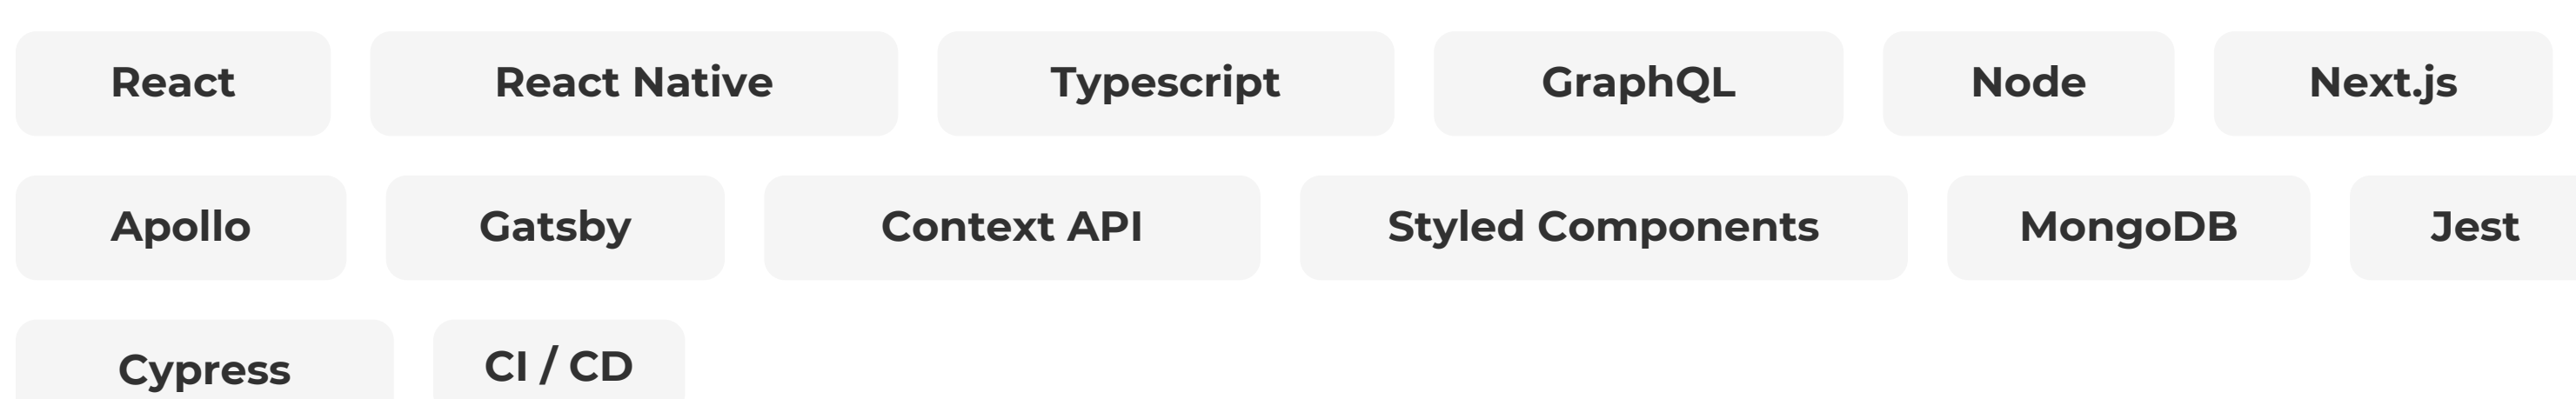 React React Native Typescript GraphQL Node Next.js
Apollo Gatsby Context API Styled Components MongoDB Jest
Cypress CI / CD